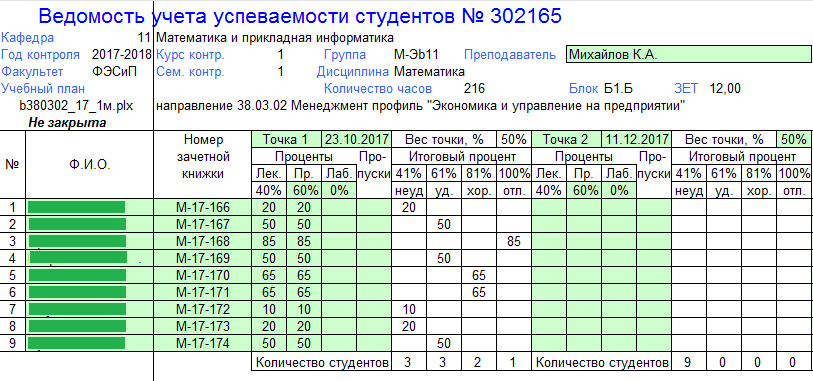 Ведомость учета успеваемости студентов № 302165
Кафедра 11 Математика и прикладная информатика
Год контроля 2017-2018 Курс контр. 1 Группа М-Эb11 Преподаватель Михайлов К.А.
Факультет ФЭСиП Сем. контр. 1 Дисциплина Математика
Учебный план Количество часов 216 Блок Б1.Б ЗЕТ 12,00
b380302_17_1м.plx направление 38.03.02 Менеджмент профиль "Экономика и управление на предприятии"
Не закрыта
№ Ф.И.О. Номер зачетной книжки Точка 1 23.10.2017 Вес точки, % 50% Точка 2 11.12.2017 Вес точки, % 50%
Проценты Про-пуски Итоговый процент Проценты Про-пуски Итоговый процент
Лек. Пр. Лаб. 41% 61% 81% 100% Лек. Пр. Лаб. 41% 61% 81% 100%
40% 60% 0% неуд уд. хор. отл. 40% 60% 0% неуд уд. хор. отл.
1 М-17-166 20 20 20
2 М-17-167 50 50 50
3 М-17-168 85 85 85
4 М-17-169 50 50 50
5 М-17-170 65 65 65
6 М-17-171 65 65 65
7 М-17-172 10 10 10
8 М-17-173 20 20 20
9 М-17-174 50 50 50
Количество студентов 3 3 2 1 Количество студентов 9 0 0 0